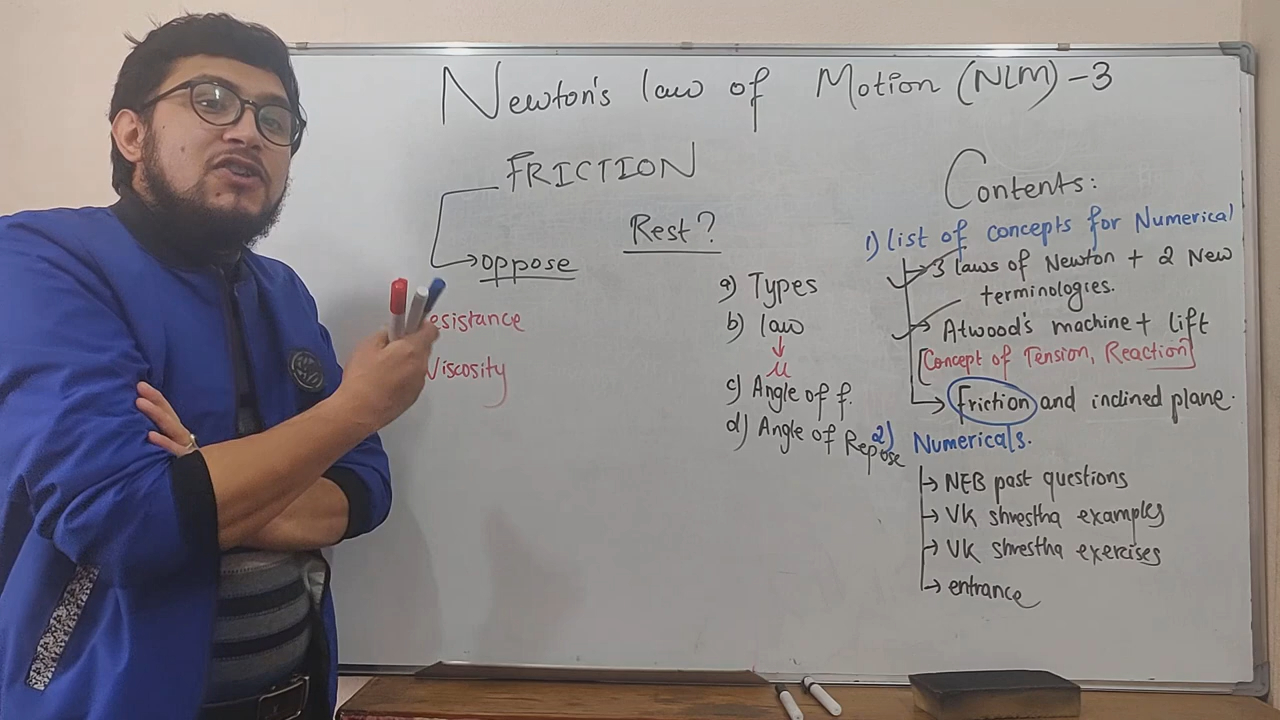 Newton's law of Motion (NLM)-3
FRICTION
Rest?
oppose
esistance
Viscosity
a) Types
b) law
μ
c) Angle of f.
d) Angle of Repose
Contents:
1) list of concepts for Numerical
3 laws of Newton + 2 New
terminologies.
Atwood's machine + lift
[Concept of Tension, Reaction]
friction and inclined plane.
2) Numericals.
NEB past questions
VK shrestha examples
VK shrestha exercises
entrance